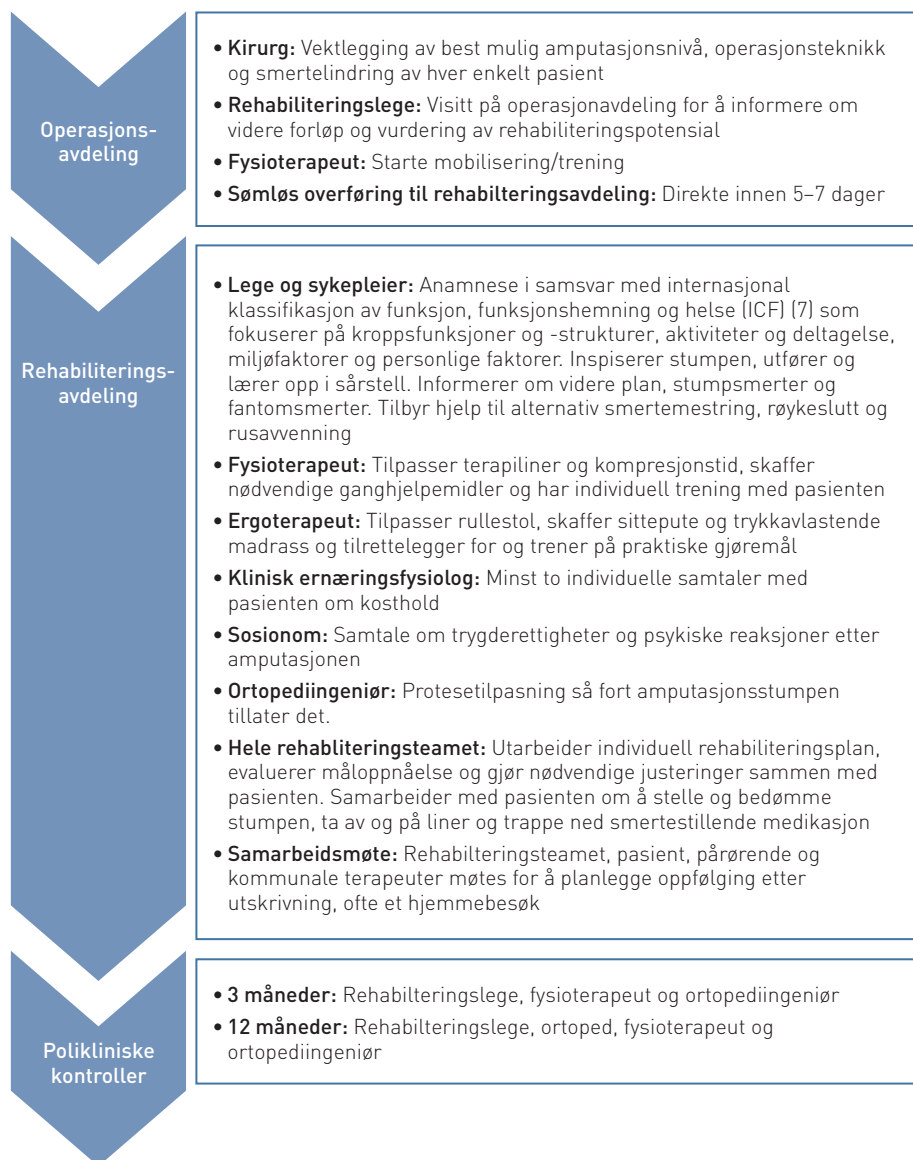 Operasjons-
avdeling
• Kirurg: Vektlegging av best mulig amputasjonsnivå, operasjonsteknikk
og smertelindring av hver enkelt pasient
• Rehabiliteringslege: Visitt på operasjonavdeling for å informere om
videre forløp og vurdering av rehabiliteringspotensial
• Fysioterapeut: Starte mobilisering/trening
• Sømløs overføring til rehabilteringsavdeling: Direkte innen 5–7 dager
Rehabiliterings-
avdeling
• Lege og sykepleier: Anamnese i samsvar med internasjonal
klassifikasjon av funksjon, funksjonshemning og helse (ICF) (7) som
fokuserer på kroppsfunksjoner og -strukturer, aktiviteter og deltagelse,
miljøfaktorer og personlige faktorer. Inspiserer stumpen, utfører og
lærer opp i sårstell. Informerer om videre plan, stumpsmerter og
fantomsmerter. Tilbyr hjelp til alternativ smertemestring, røykeslutt og
rusavvenning
• Fysioterapeut: Tilpasser terapiliner og kompresjonstid, skaffer
nødvendige ganghjelpemidler og har individuell trening med pasienten
• Ergoterapeut: Tilpasser rullestol, skaffer sittepute og trykkavlastende
madrass og tilrettelegger for og trener på praktiske gjøremål
• Klinisk ernæringsfysiolog: Minst to individuelle samtaler med
pasienten om kosthold
• Sosionom: Samtale om trygderettigheter og psykiske reaksjoner etter
amputasjonen
• Ortopediingeniør: Protesetilpasning så fort amputasjonsstumpen
tillater det.
• Hele rehabliteringsteamet: Utarbeider individuell rehabiliteringsplan,
evaluerer måloppnåelse og gjør nødvendige justeringer sammen med
pasienten. Samarbeider med pasienten om å stelle og bedømme
stumpen, ta av og på liner og trappe ned smertestillende medikasjon
• Samarbeidsmøte: Rehabilteringsteamet, pasient, pårørende og
kommunale terapeuter møtes for å planlegge oppfølging etter
utskrivning, ofte et hjemmebesøk
Polikliniske
kontroller
• 3 måneder: Rehabilteringslege, fysioterapeut og ortopediingeniør
• 12 måneder: Rehabilteringslege, ortoped, fysioterapeut og
ortopediingeniør